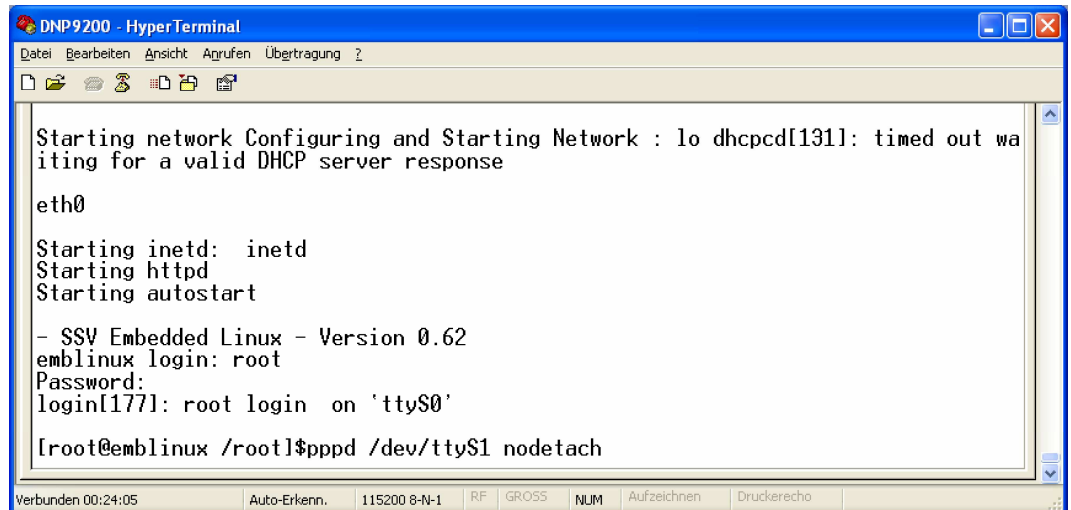 DNP9200 - HyperTerminal
Datei Bearbeiten Ansicht Anrufen Übertragung ?
Starting network Configuring and Starting Network : lo dhcpcd[131]: timed out wa
iting for a valid DHCP server response
eth0
Starting inetd:  inetd
Starting httpd
Starting autostart
- SSV Embedded Linux - Version 0.62
emblinux login: root
Password:
login[177]: root login  on `ttyS0'
[root@emblinux /root]$pppd /dev/ttyS1 nodetach
Verbunden 00:24:05 Auto-Erkenn. 115200 8-N-1 RF GROSS NUM Aufzeichnen Druckerecho